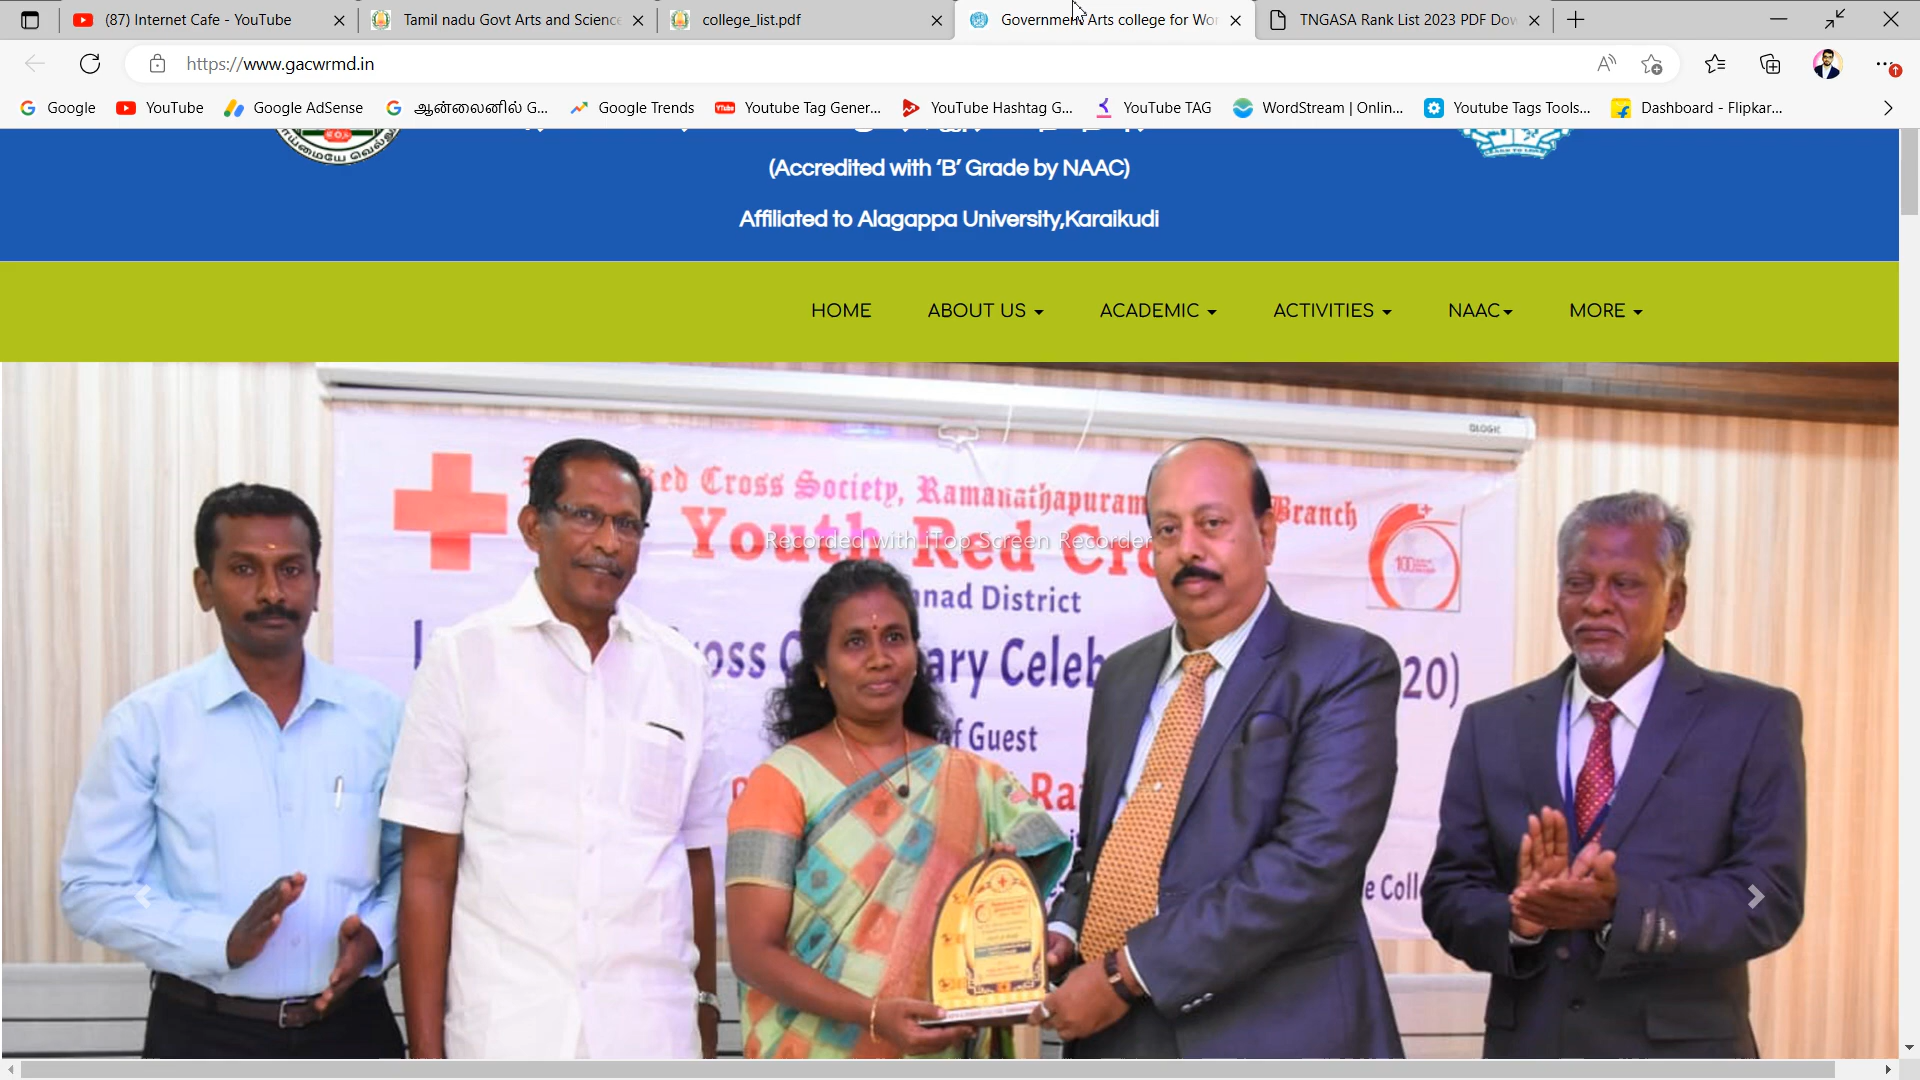 (87) Internet Cafe - YouTube
Tamil nadu Govt Arts and Science
college_list.pdf
Government Arts college for Wo
TNGASA Rank List 2023 PDF Dow
https://www.gacwrmd.in
Google
YouTube
Google AdSense
ஆன்லைனில் G...
Google Trends
Youtube Tag Gener...
YouTube Hashtag G...
YouTube TAG
WordStream | Onlin...
Youtube Tags Tools...
Dashboard - Flipkar...
(Accredited with ‘B’ Grade by NAAC)
Affiliated to Alagappa University,Karaikudi
HOME
ABOUT US
ACADEMIC
ACTIVITIES
NAAC
MORE
Red Cross Society, Ramanathapuram Branch
Youth Red Cro
nnad District
oss C ary Celeb 20)
f Guest
Ra
e Coll
Recorded with iTop Screen Recorder